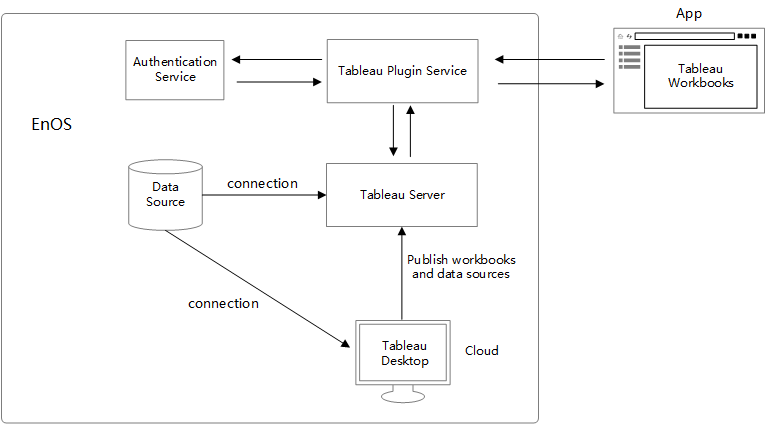 App
Authentication
Service
Tableau Plugin Service
Tableau
Workbooks
EnOS
Data
Source
connection
Tableau Server
Publish workbooks
and data sources
connection
Tableau
Desktop
Cloud